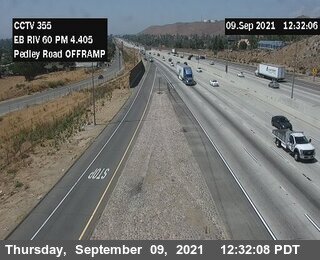 CCTV 355
EB RIV 60 PM 4.405
Pedley Road OFFRAMP
09.Sep 2021 12:32:06
STOP
Thursday, September 09, 2021 12:32:08 PDT